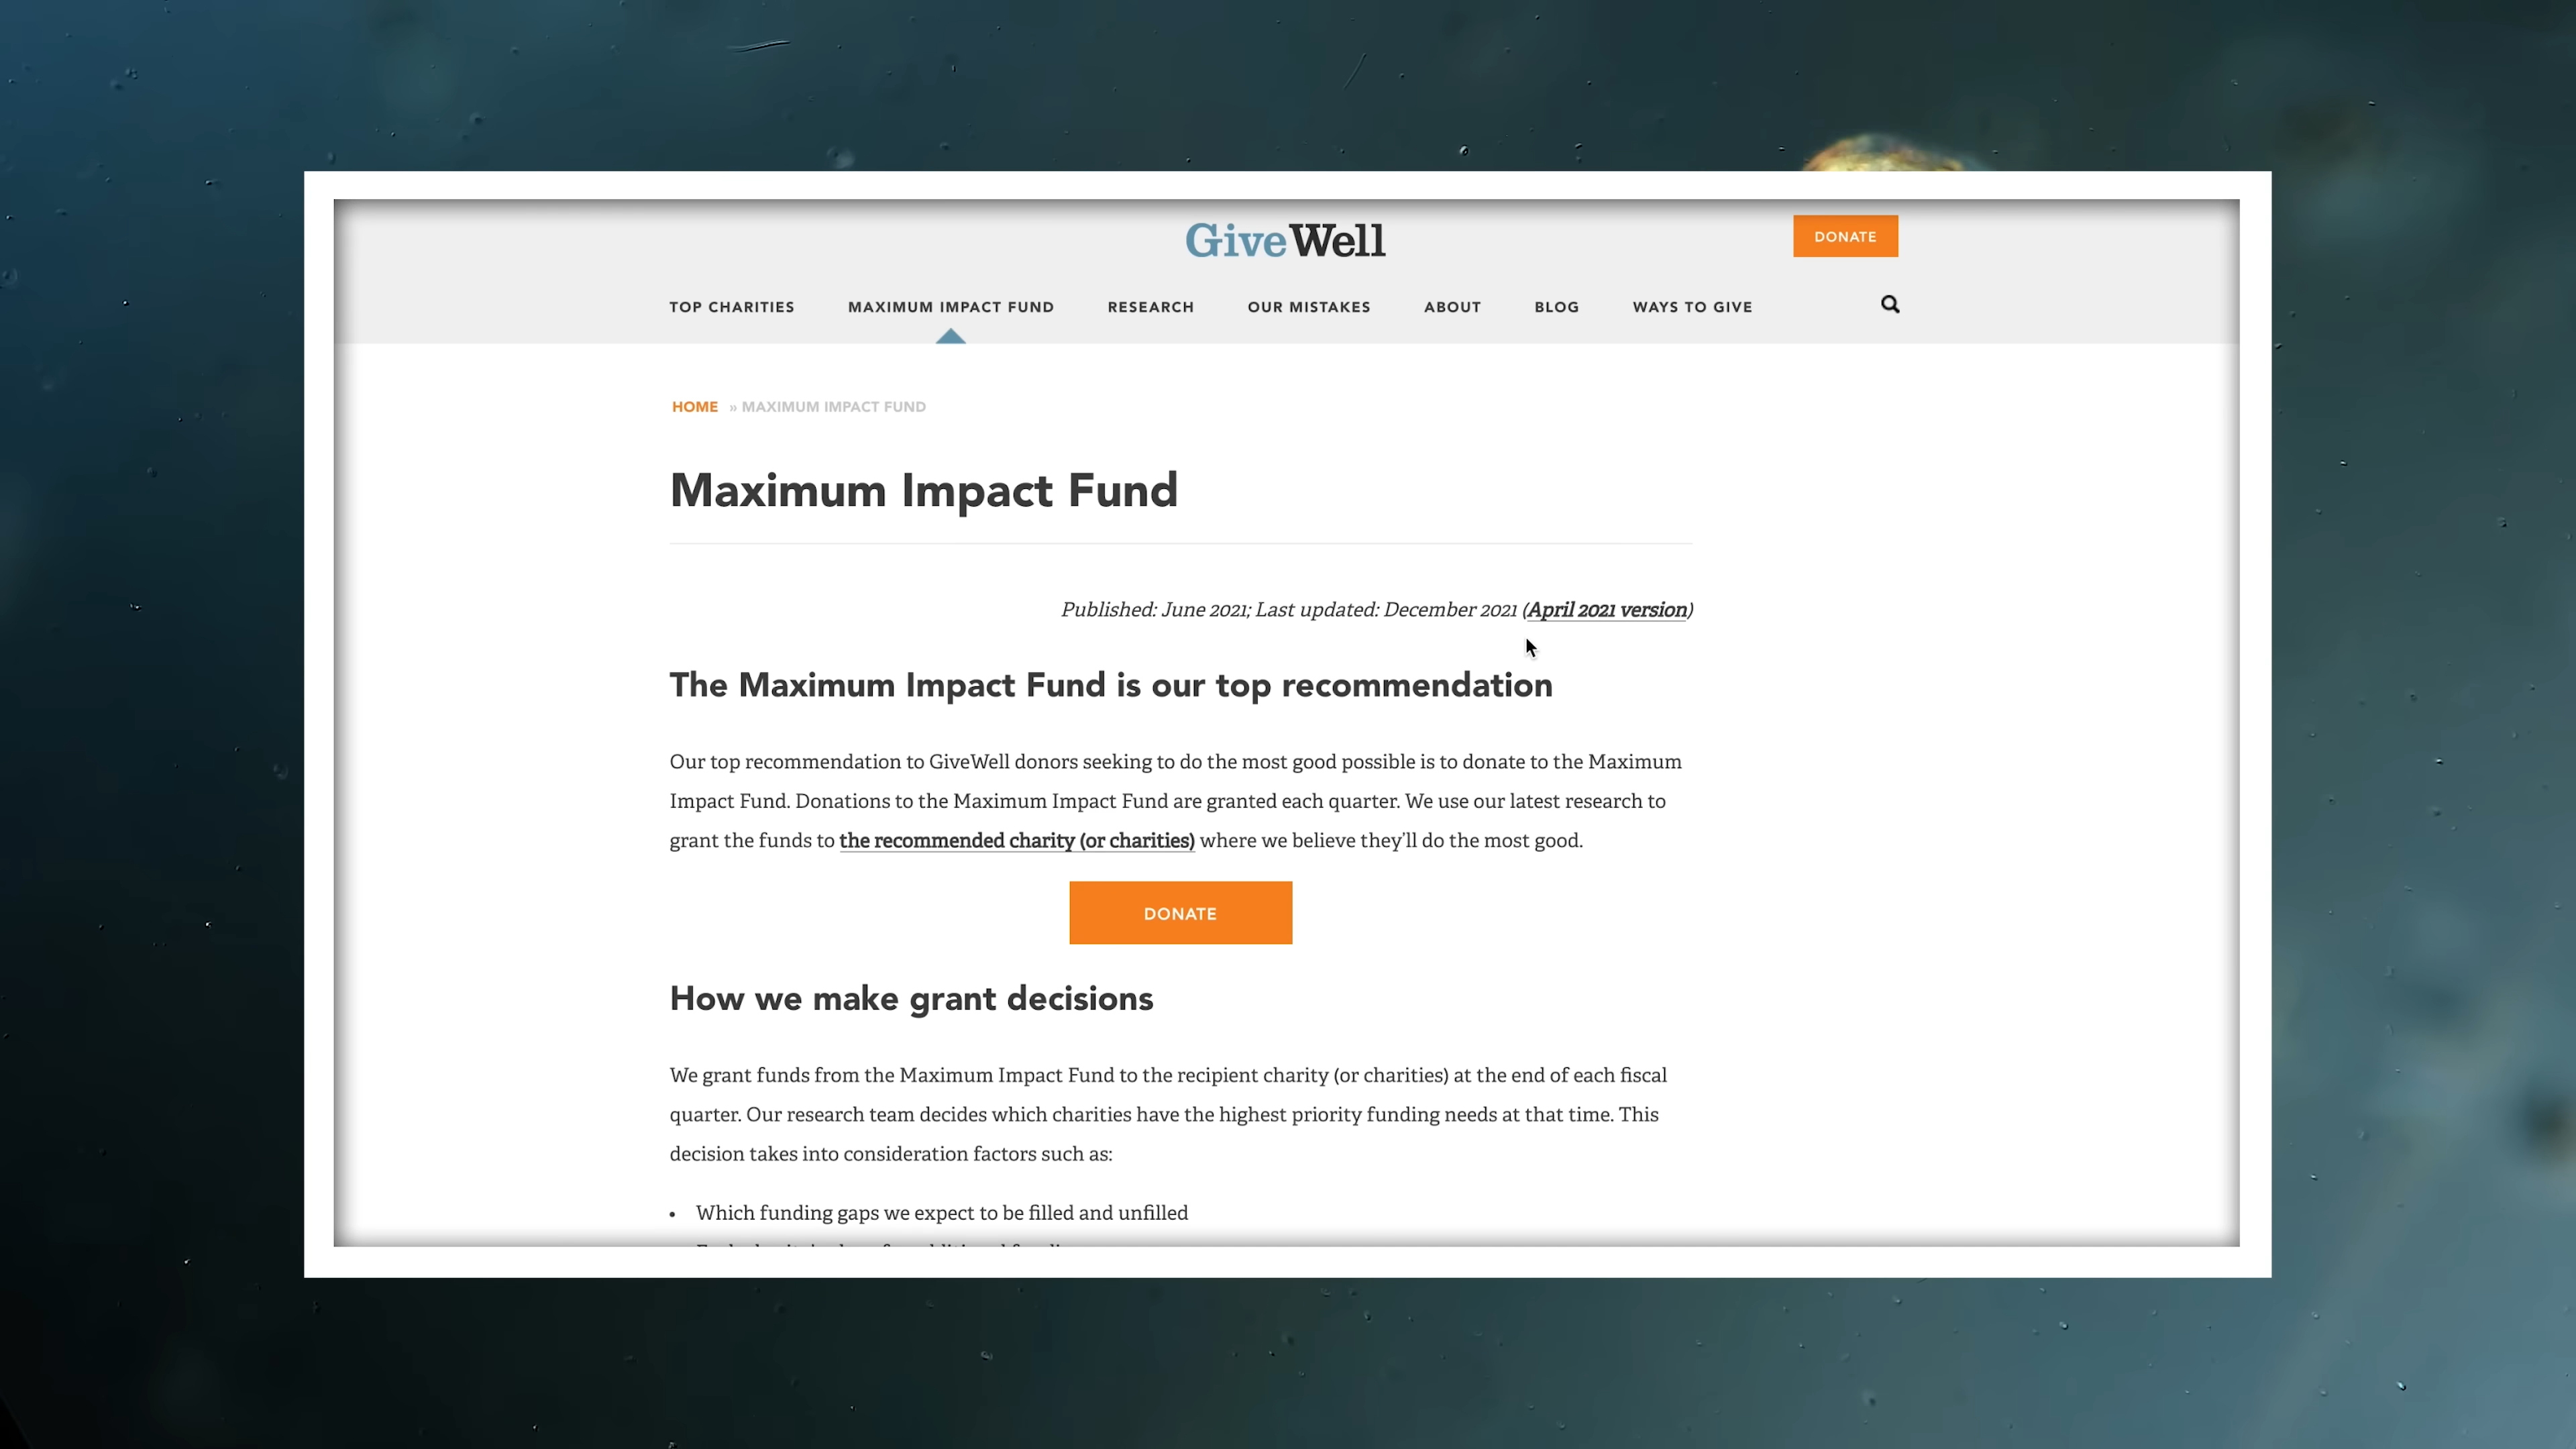 GiveWell
DONATE
TOP CHARITIES MAXIMUM IMPACT FUND RESEARCH OUR MISTAKES ABOUT BLOG WAYS TO GIVE
HOME » MAXIMUM IMPACT FUND
Maximum Impact Fund
Published: June 2021; Last updated: December 2021 (April 2021 version)
The Maximum Impact Fund is our top recommendation
Our top recommendation to GiveWell donors seeking to do the most good possible is to donate to the Maximum
Impact Fund. Donations to the Maximum Impact Fund are granted each quarter. We use our latest research to
grant the funds to the recommended charity (or charities) where we believe they'll do the most good.
DONATE
How we make grant decisions
We grant funds from the Maximum Impact Fund to the recipient charity (or charities) at the end of each fiscal
quarter. Our research team decides which charities have the highest priority funding needs at that time. This
decision takes into consideration factors such as:
• Which funding gaps we expect to be filled and unfilled